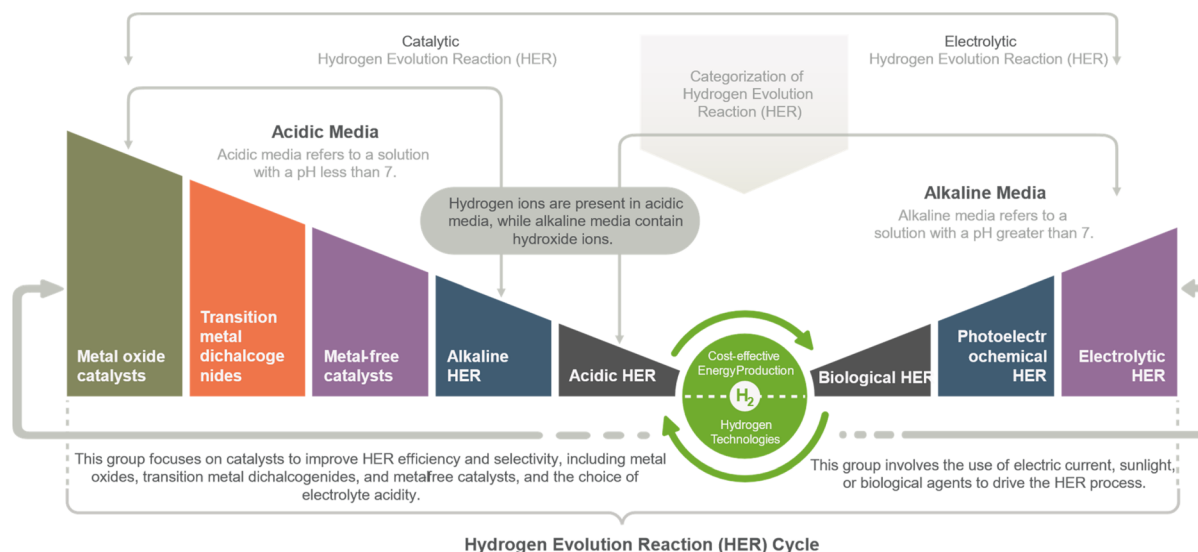 Catalytic
Hydrogen Evolution Reaction (HER)
Electrolytic
Hydrogen Evolution Reaction (HER)
Categorization of
Hydrogen Evolution
Reaction (HER)
Acidic Media
Acidic media refers to a solution
with a pH less than 7.
Hydrogen ions are present in acidic
media, while alkaline media contain
hydroxide ions.
Alkaline Media
Alkaline media refers to a
solution with a pH greater than 7.
Metal oxide
catalysts
Transition
metal
dichalcoge
nides
Metal-free
catalysts
Alkaline
HER
Acidic HER
Cost-effective
EnergyProduction
H2
Hydrogen
Technologies
Biological HER
Photoelectr
ochemical
HER
Electrolytic
HER
This group focuses on catalysts to improve HER efficiency and selectivity, including metal
oxides, transition metal dichalcogenides, and metalfree catalysts, and the choice of
electrolyte acidity.
This group involves the use of electric current, sunlight,
or biological agents to drive the HER process.
Hydrogen Evolution Reaction (HER) Cycle